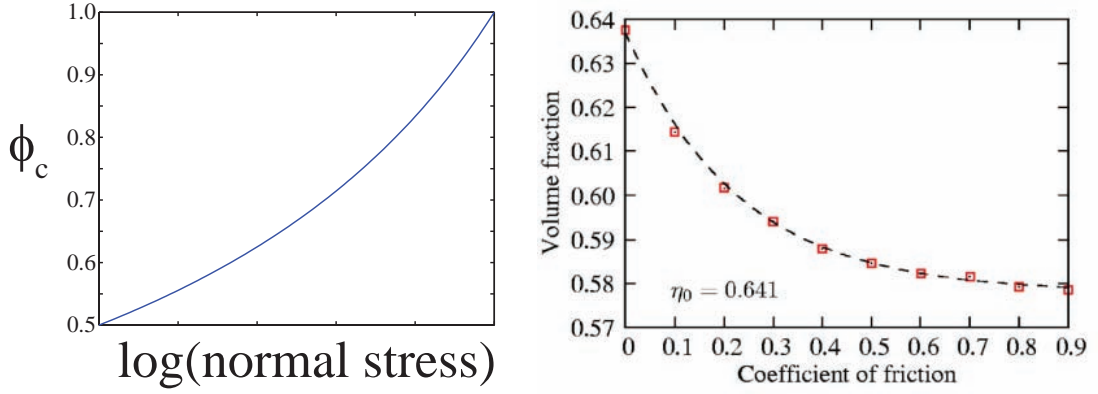 1.0
0.9
0.8
0.7
0.6
0.5
ϕc
log(normal stress)
0.64
0.63
0.62
0.61
0.60
0.59
0.58
0.57
Volume fraction
η0 = 0.641
0 0.1 0.2 0.3 0.4 0.5 0.6 0.7 0.8 0.9
Coefficient of friction